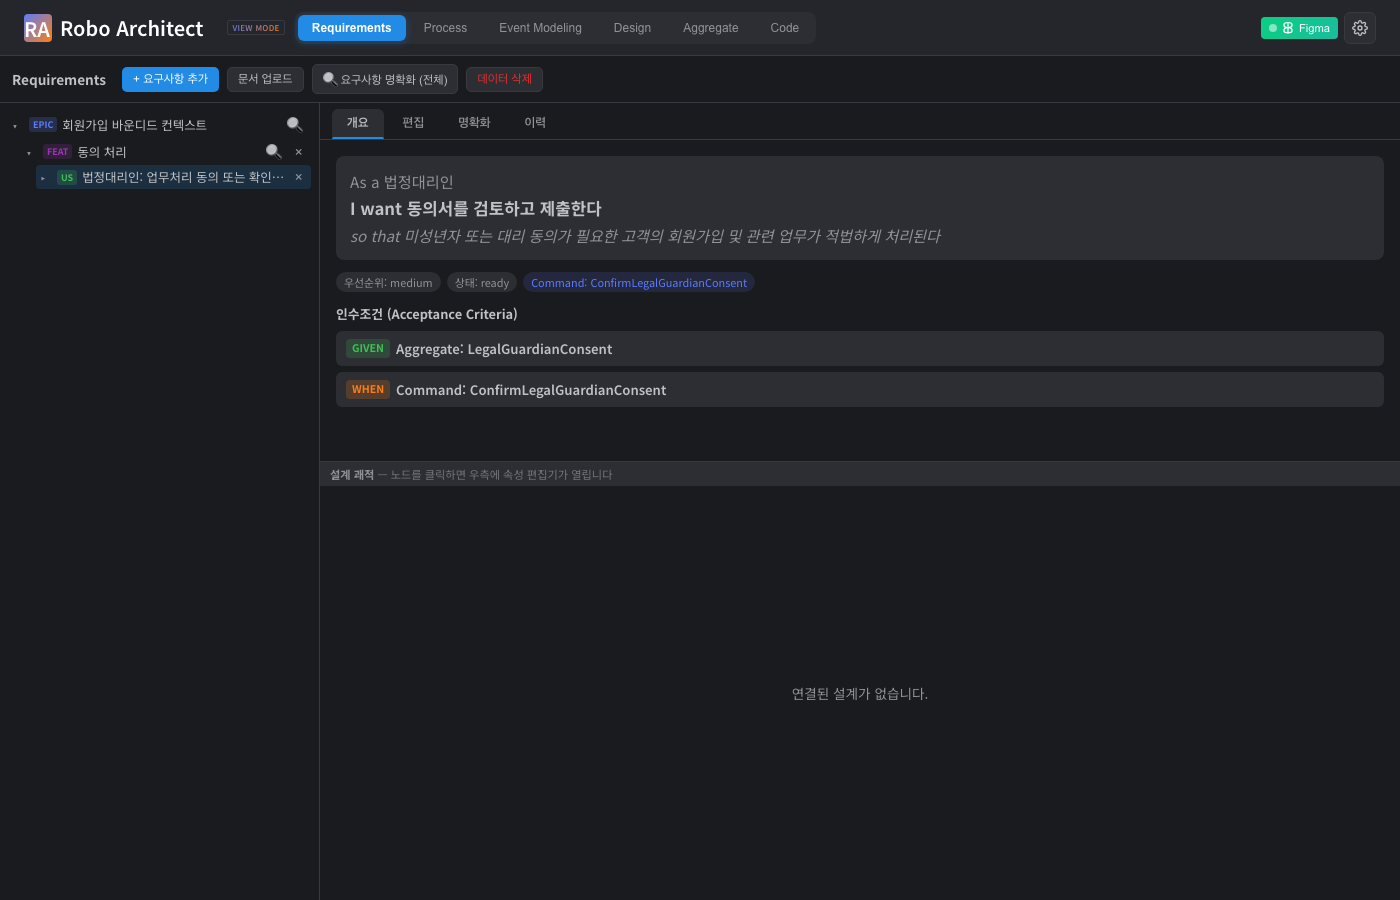 RA Robo Architect VIEW MODE Requirements Process Event Modeling Design Aggregate Code Figma
Requirements + 요구사항 추가 문서 업로드 요구사항 명확화 (전체) 데이터 삭제
EPIC 회원가입 바운디드 컨텍스트
FEAT 동의 처리 ×
US 법정대리인: 업무처리 동의 또는 확인… ×
개요 편집 명확화 이력
As a 법정대리인
I want 동의서를 검토하고 제출한다
so that 미성년자 또는 대리 동의가 필요한 고객의 회원가입 및 관련 업무가 적법하게 처리된다
우선순위: medium 상태: ready Command: ConfirmLegalGuardianConsent
인수조건 (Acceptance Criteria)
GIVEN Aggregate: LegalGuardianConsent
WHEN Command: ConfirmLegalGuardianConsent
설계 괘적 — 노드를 클릭하면 우측에 속성 편집기가 열립니다
연결된 설계가 없습니다.